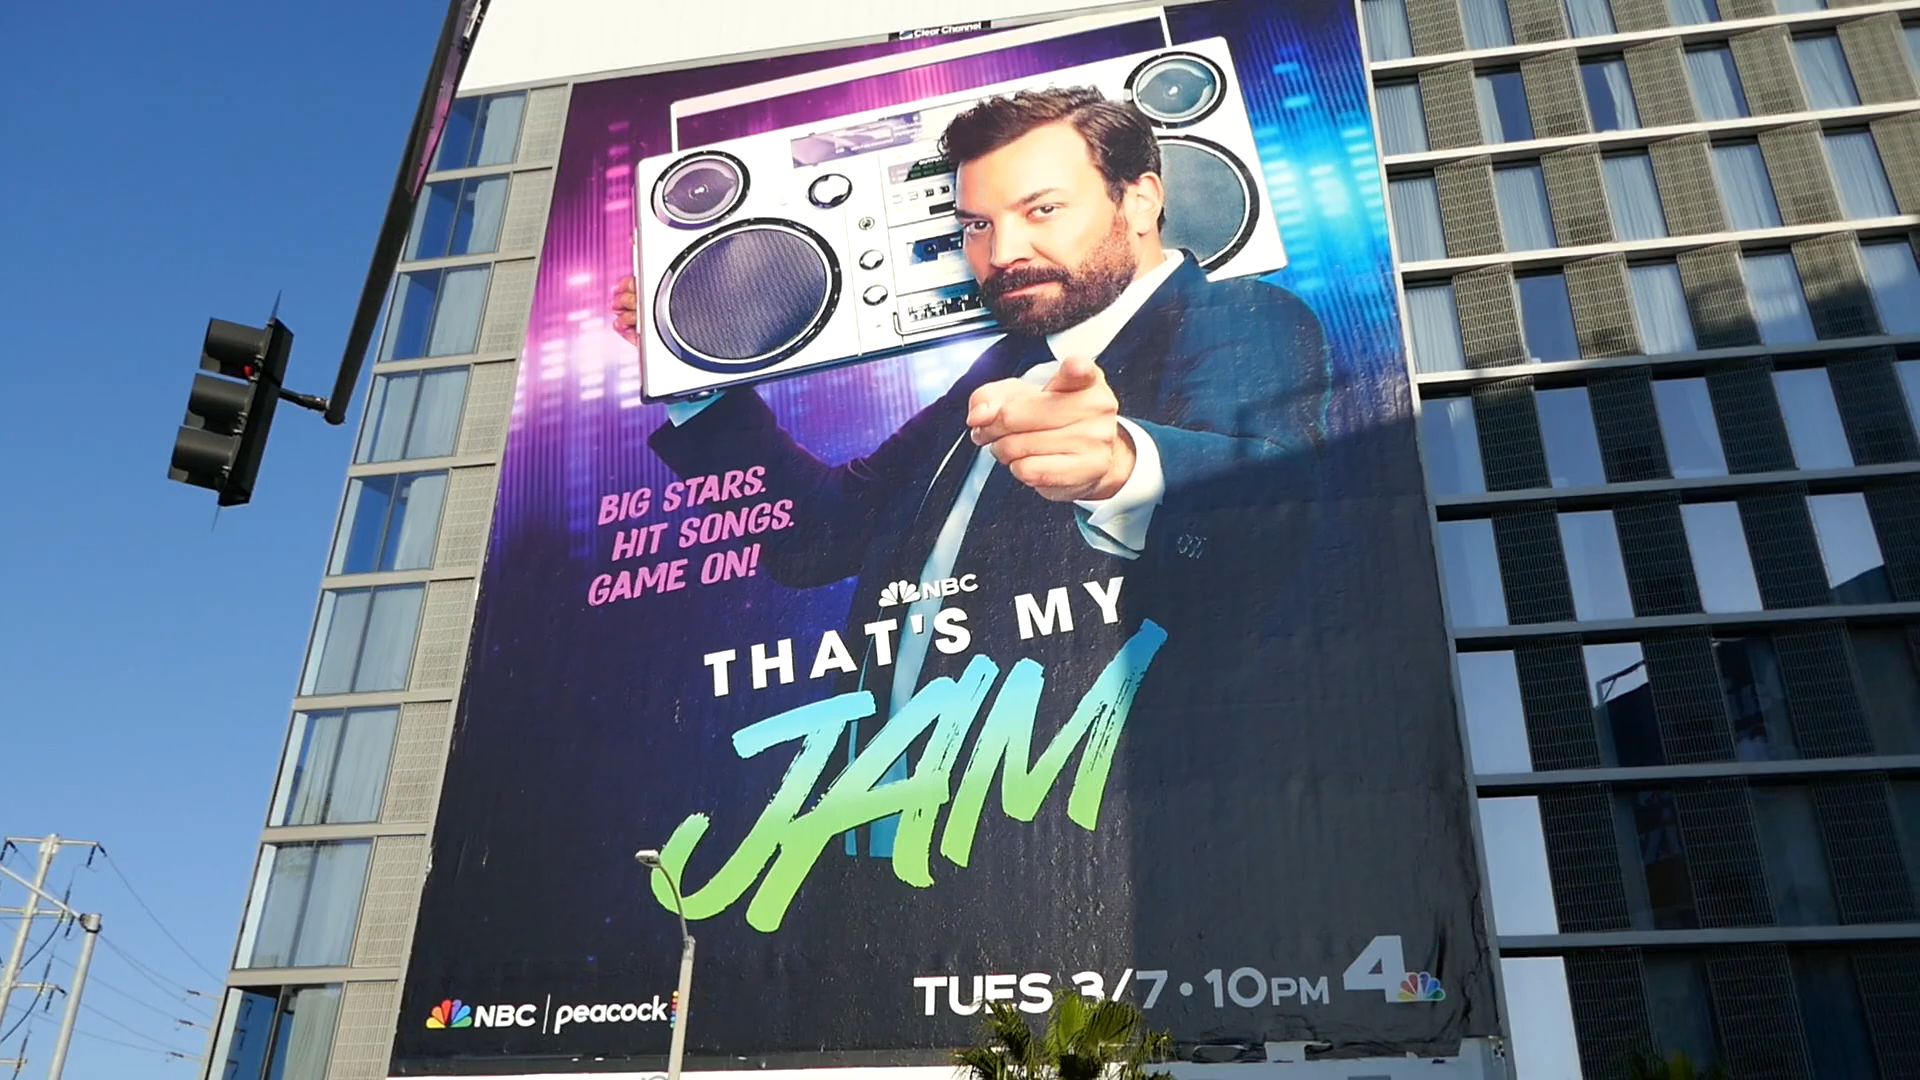 Clear Channel
BIG STARS.
HIT SONGS.
GAME ON!
NBC
THAT'S MY
JAM
TUES 3/7 • 10PM 4
NBC | peacock